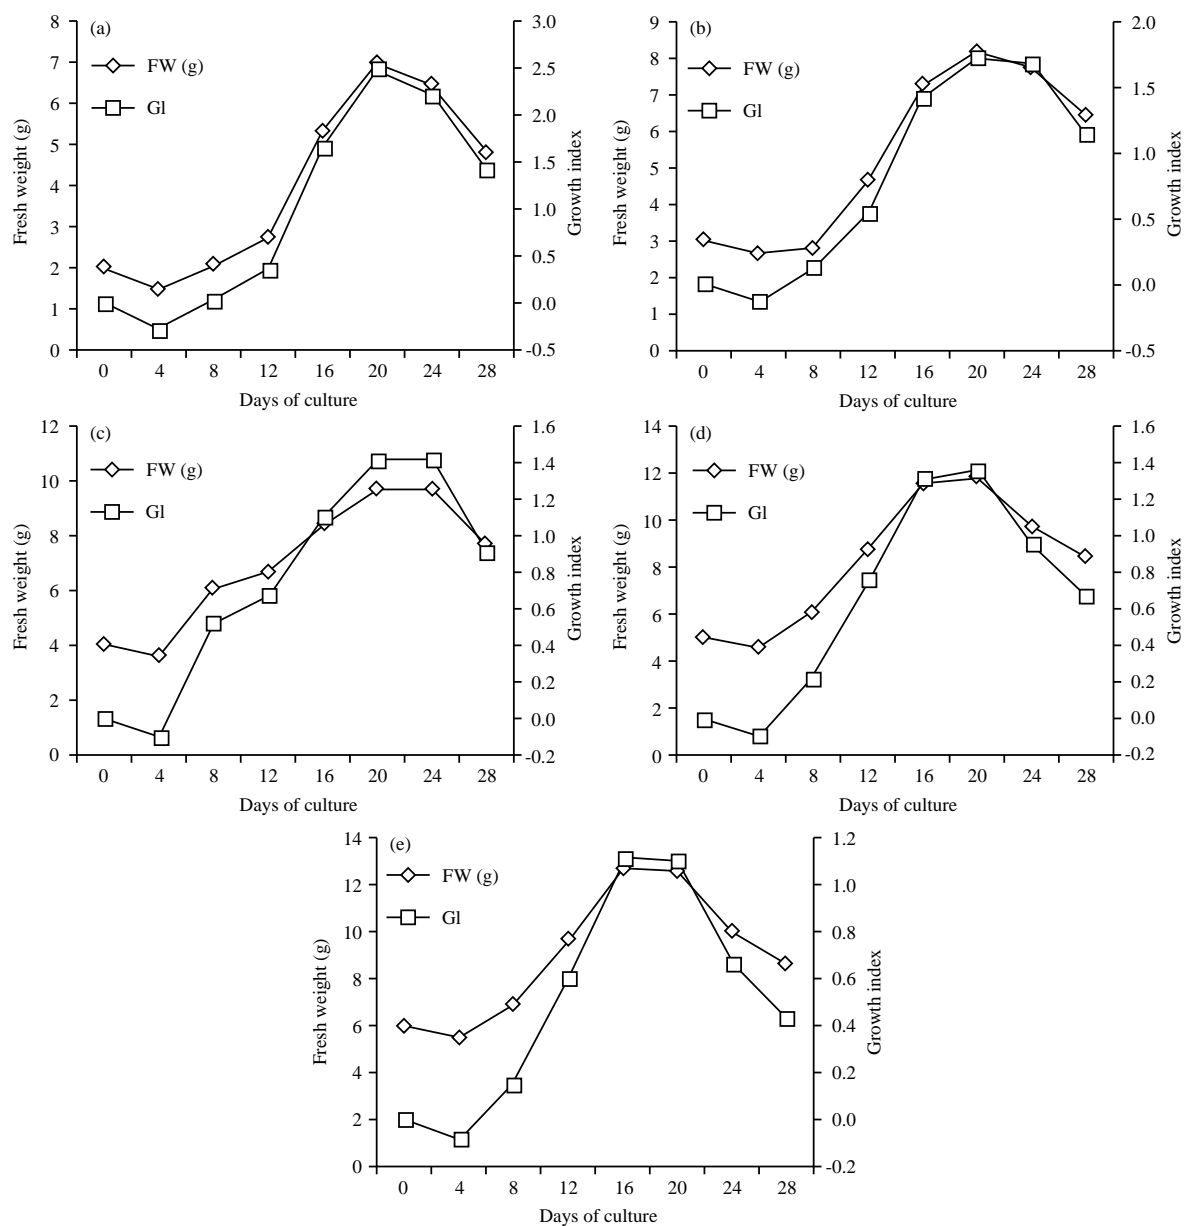 (a)
FW (g)
Gl
Fresh weight (g)
8
7
6
5
4
3
2
1
0
3.0
2.5
2.0
1.5
1.0
0.5
0.0
-0.5
Growth index
0 4 8 12 16 20 24 28
Days of culture
(b)
FW (g)
Gl
Fresh weight (g)
9
8
7
6
5
4
3
2
1
0
2.0
1.5
1.0
0.5
0.0
-0.5
Growth index
0 4 8 12 16 20 24 28
Days of culture
(c)
FW (g)
Gl
Fresh weight (g)
12
10
8
6
4
2
0
1.6
1.4
1.2
1.0
0.8
0.6
0.4
0.2
0.0
-0.2
Growth index
0 4 8 12 16 20 24 28
Days of culture
(d)
FW (g)
Gl
Fresh weight (g)
14
12
10
8
6
4
2
0
1.6
1.4
1.2
1.0
0.8
0.6
0.4
0.2
0.0
-0.2
Growth index
0 4 8 12 16 20 24 28
Days of culture
(e)
FW (g)
Gl
Fresh weight (g)
14
12
10
8
6
4
2
0
1.2
1.0
0.8
0.6
0.4
0.2
0.0
-0.2
Growth index
0 4 8 12 16 20 24 28
Days of culture